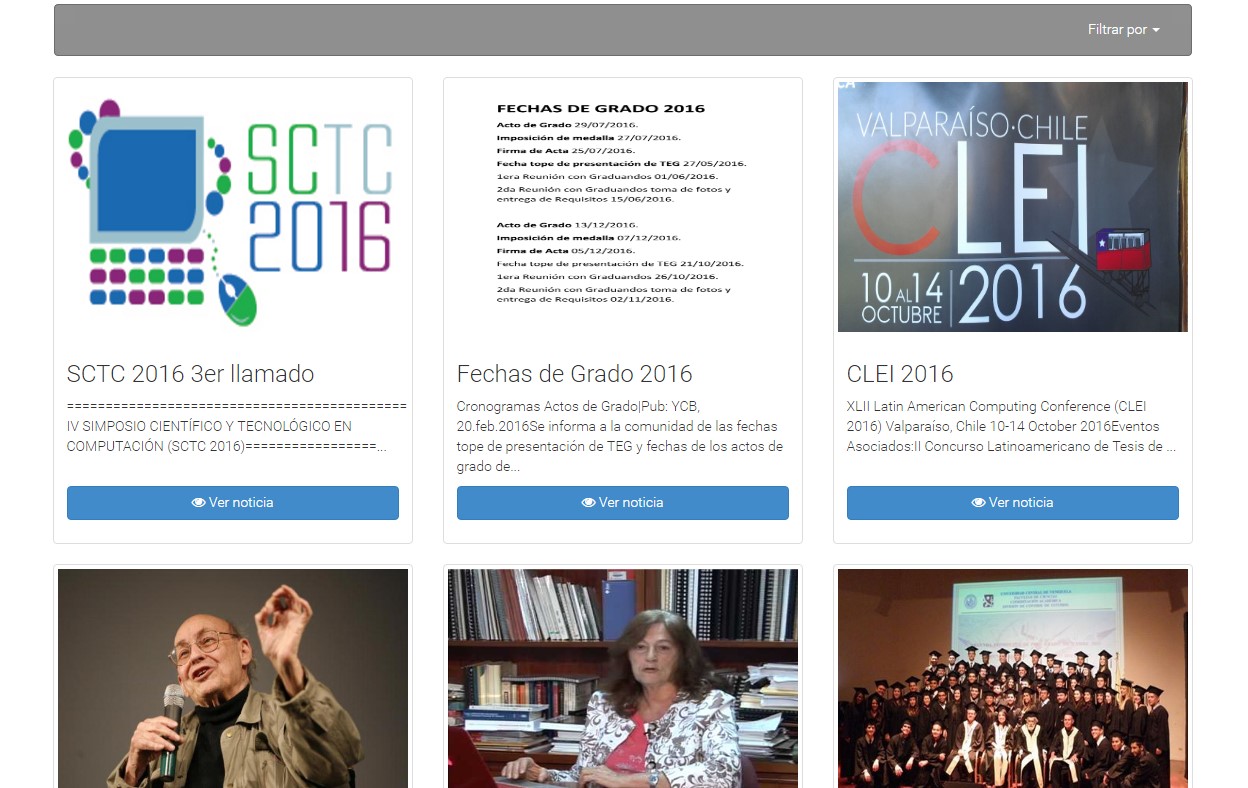 Filtrar por
SCTC
2016
SCTC 2016 3er llamado
============================================
IV SIMPOSIO CIENTÍFICO Y TECNOLÓGICO EN
COMPUTACIÓN (SCTC 2016)=================...
Ver noticia
FECHAS DE GRADO 2016
Acto de Grado 29/07/2016.
Imposición de medalla 27/07/2016.
Firma de Acta 25/07/2016.
Fecha tope de presentación de TEG 27/05/2016.
1era Reunión con Graduandos 01/06/2016.
2da Reunión con Graduandos toma de fotos y
entrega de Requisitos 15/06/2016.
Acto de Grado 13/12/2016.
Imposición de medalla 07/12/2016.
Firma de Acta 05/12/2016.
Fecha tope de presentación de TEG 21/10/2016.
1era Reunión con Graduandos 26/10/2016.
2da Reunión con Graduandos toma de fotos y
entrega de Requisitos 02/11/2016.
Fechas de Grado 2016
Cronogramas Actos de Grado|Pub: YCB,
20.feb.2016Se informa a la comunidad de las fechas
tope de presentación de TEG y fechas de los actos de
grado de...
Ver noticia
VALPARAÍSO·CHILE
CLEI
10 AL 14
OCTUBRE
2016
CLEI 2016
XLII Latin American Computing Conference (CLEI
2016) Valparaíso, Chile 10-14 October 2016Eventos
Asociados:II Concurso Latinoamericano de Tesis de ...
Ver noticia
UNIVERSIDAD CENTRAL DE VENEZUELA
FACULTAD DE CIENCIAS